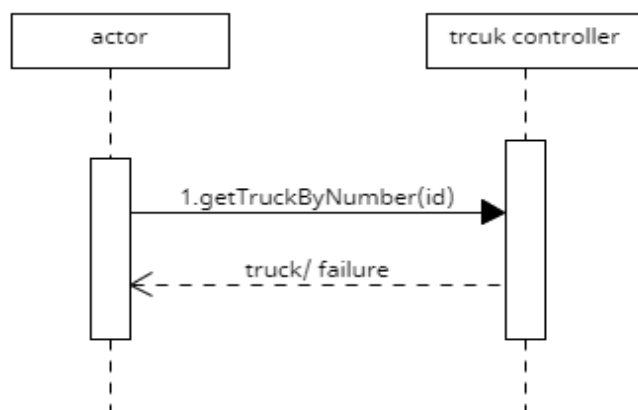 actor
trcuk controller
1.getTruckByNumber(id)
truck/ failure